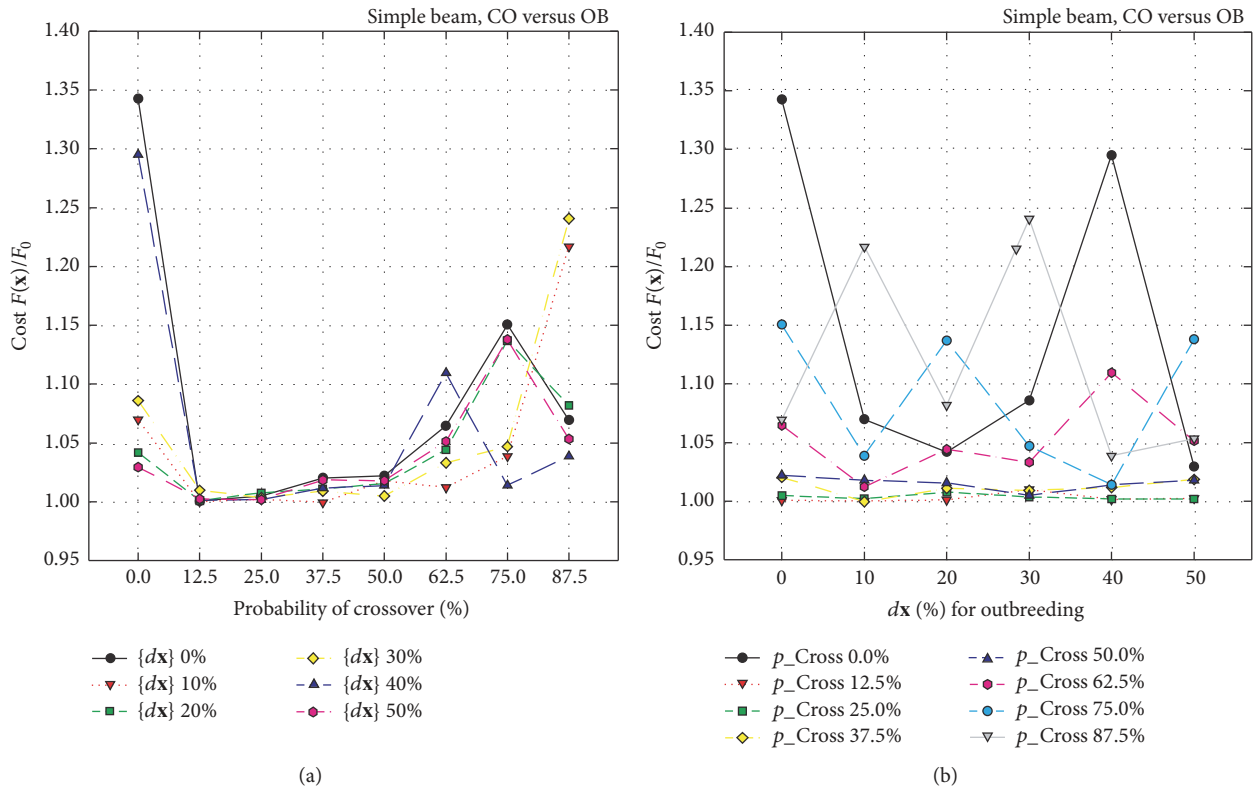 Simple beam, CO versus OB
1.40
1.35
1.30
1.25
1.20
1.15
1.10
1.05
1.00
0.95
Cost F(x)/F0
0.0 12.5 25.0 37.5 50.0 62.5 75.0 87.5
Probability of crossover (%)
{dx} 0% {dx} 30%
{dx} 10% {dx} 40%
{dx} 20% {dx} 50%
(a)
Simple beam, CO versus OB
1.40
1.35
1.30
1.25
1.20
1.15
1.10
1.05
1.00
0.95
Cost F(x)/F0
0 10 20 30 40 50
dx (%) for outbreeding
p_Cross 0.0% p_Cross 50.0%
p_Cross 12.5% p_Cross 62.5%
p_Cross 25.0% p_Cross 75.0%
p_Cross 37.5% p_Cross 87.5%
(b)